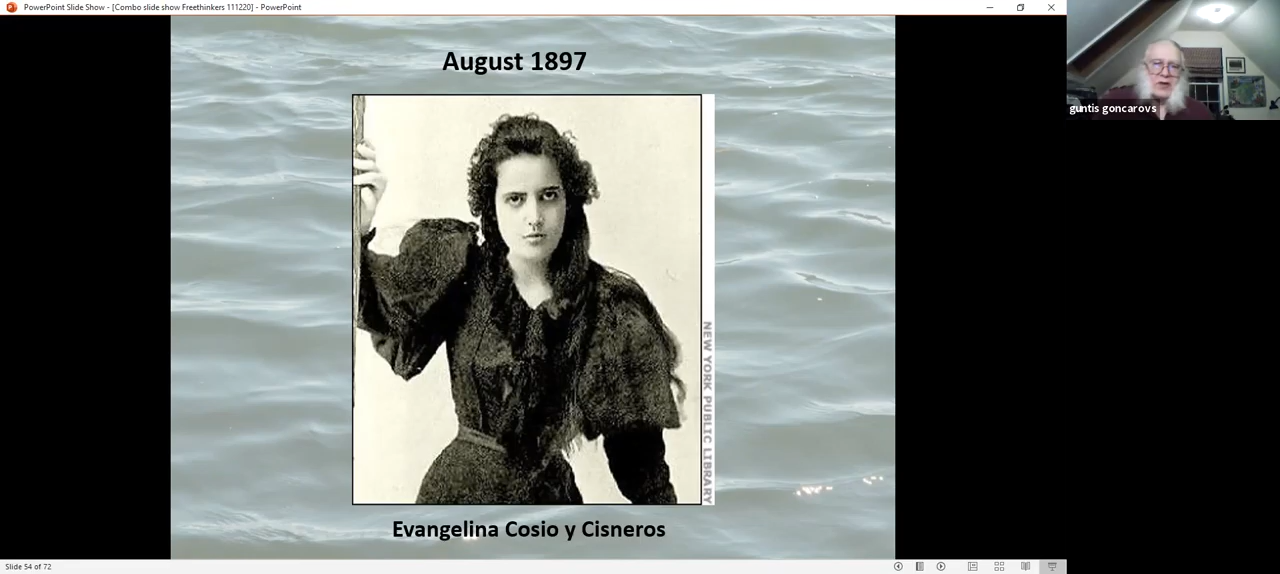 PowerPoint Slide Show - [Combo slide show Freethinkers 111220] - PowerPoint
August 1897
NEW YORK PUBLIC LIBRARY
Evangelina Cosio y Cisneros
guntis goncarovs
Slide 54 of 72